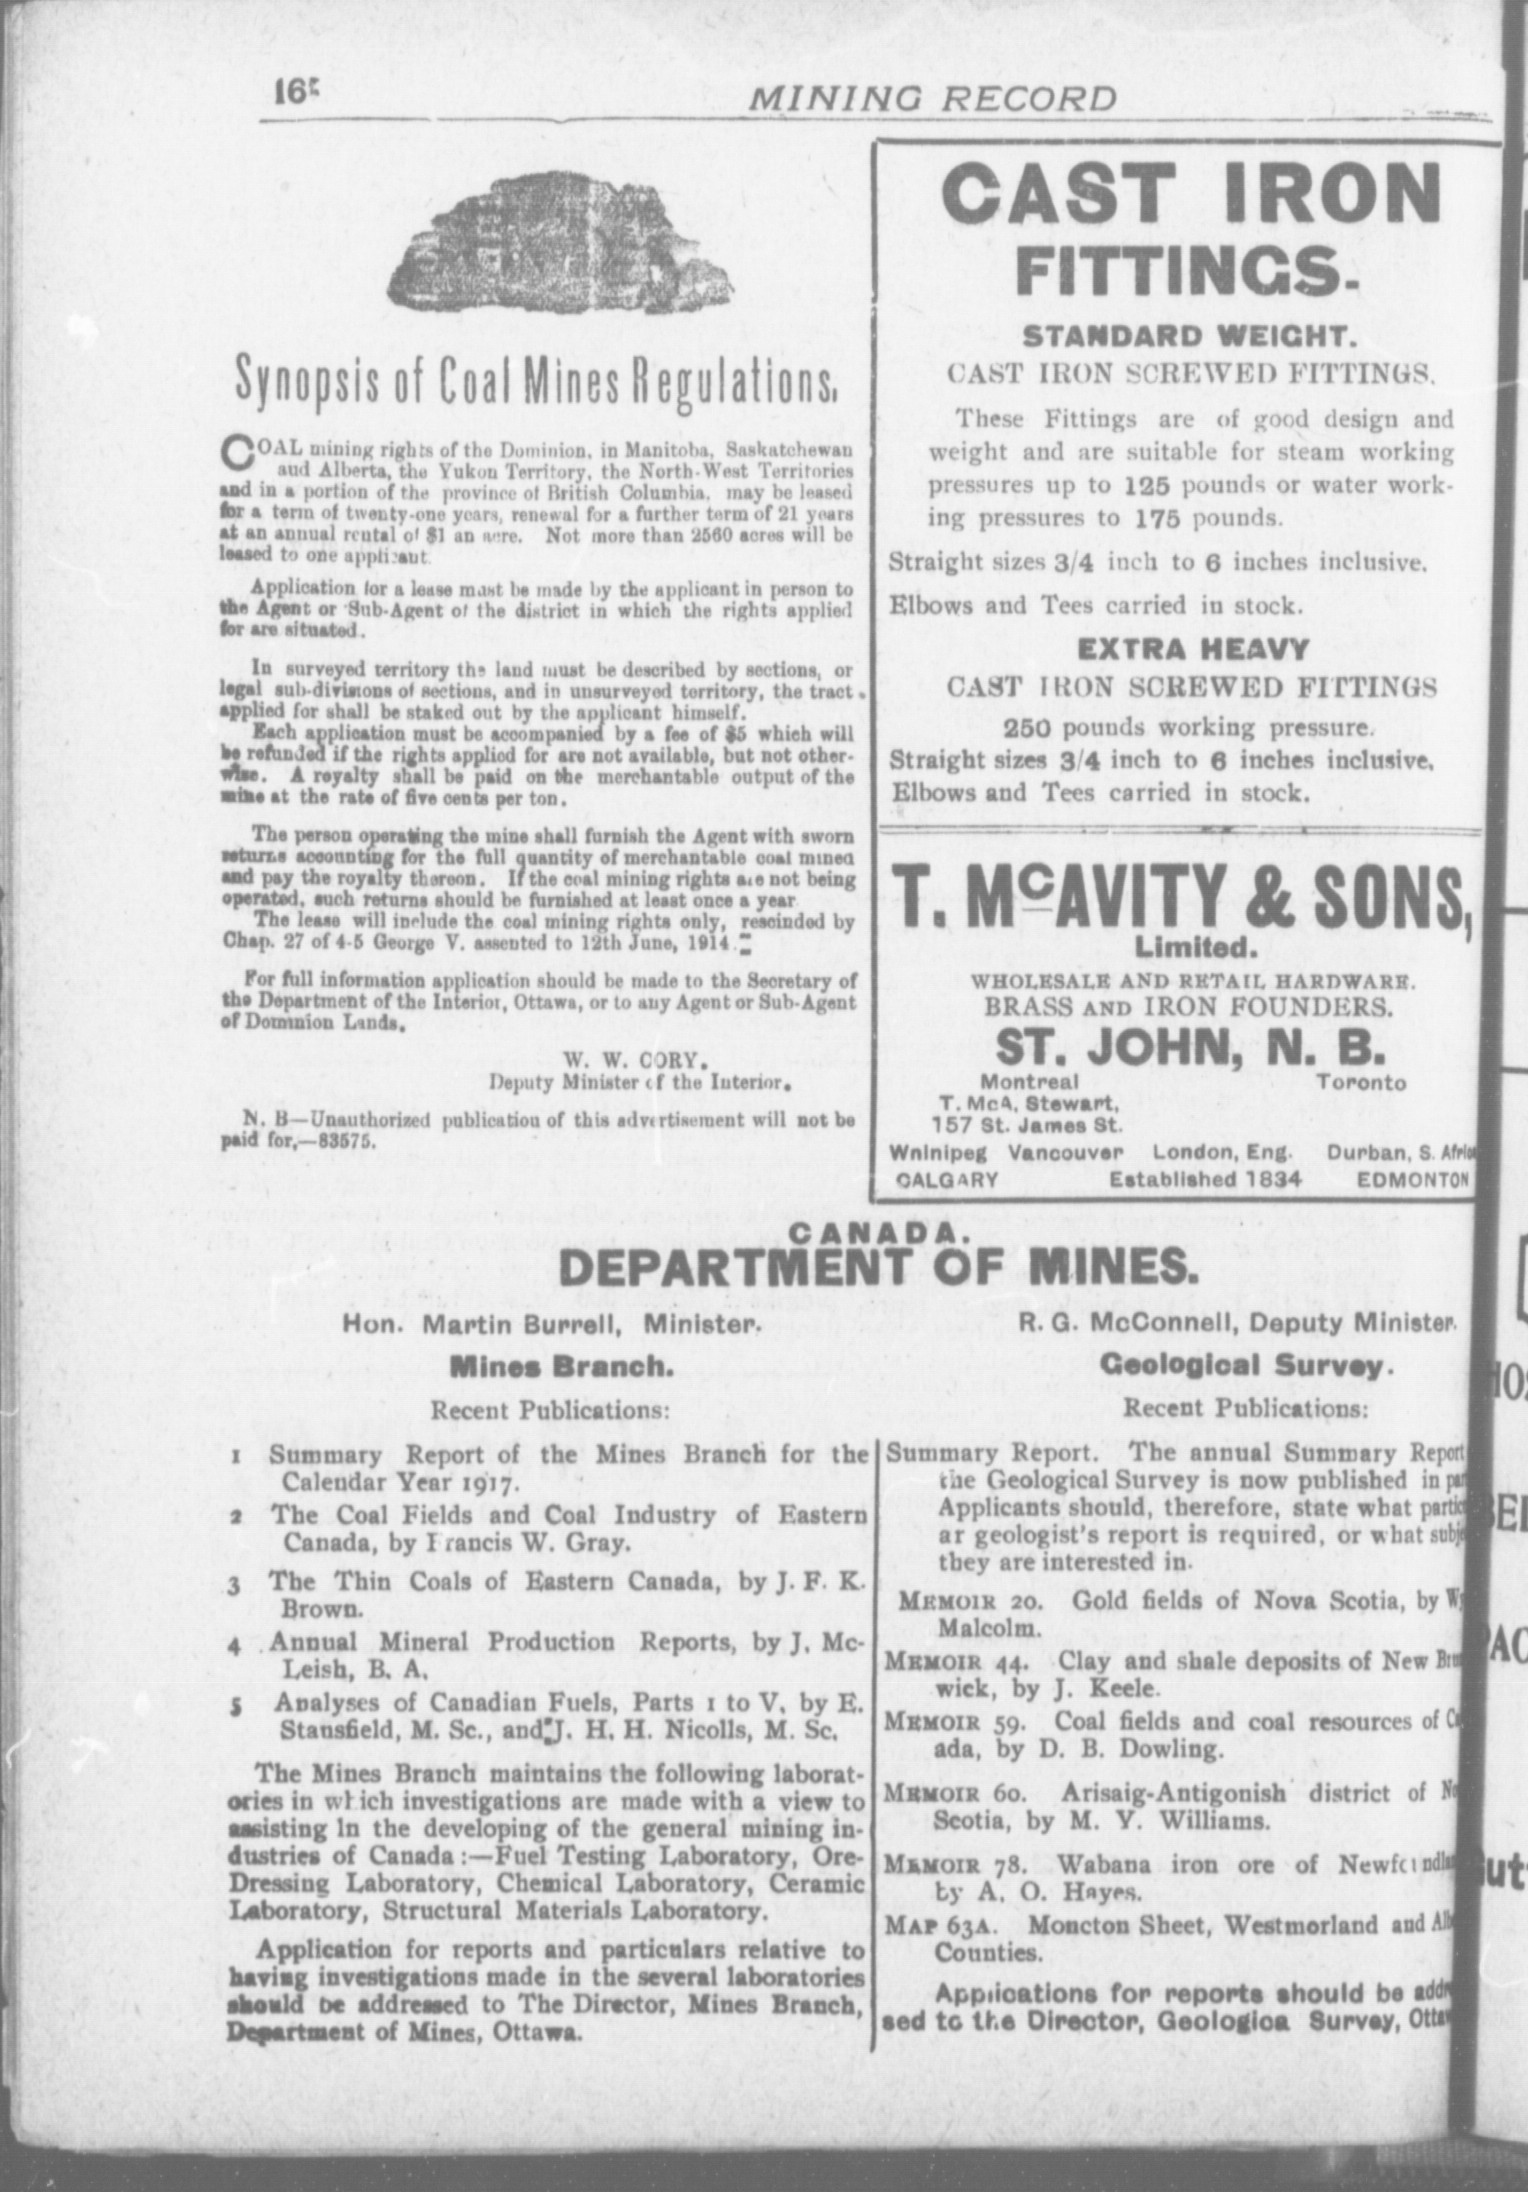 16
MINING RECORD
Synopsis of Coal Mines Regulations.
COAL mining rights of the Dominion, in Manitoba, Saskatchewan
aud Alberta, the Yukon Territory, the North-West Territories
and in a portion of the province of British Columbia, may be leased
for a term of twenty-one years, renewal for a further term of 21 years
at an annual rental of $1 an acre. Not more than 2560 acres will be
leased to one applicant.
Application for a lease must be made by the applicant in person to
the Agent or Sub-Agent of the district in which the rights applied
for are situated.
In surveyed territory the land must be described by sections, or
legal sub-divisions of sections, and in unsurveyed territory, the tract
applied for shall be staked out by the applicant himself.
Each application must be accompanied by a fee of $5 which will
be refunded if the rights applied for are not available, but not other-
wise. A royalty shall be paid on the merchantable output of the
mine at the rate of five cents per ton.
The person operating the mine shall furnish the Agent with sworn
returns accounting for the full quantity of merchantable coal mined
and pay the royalty thereon. If the coal mining rights are not being
operated, such returns should be furnished at least once a year
The lease will include the coal mining rights only, rescinded by
Chap. 27 of 4-5 George V. assented to 12th June, 1914.
For full information application should be made to the Secretary of
the Department of the Interior, Ottawa, or to any Agent or Sub-Agent
of Dominion Lands.
W. W. CORY.
Deputy Minister of the Interior.
N. B—Unauthorized publication of this advertisement will not be
paid for,—83575.
CAST IRON
FITTINGS.
STANDARD WEIGHT.
CAST IRON SCREWED FITTINGS.
These Fittings are of good design and
weight and are suitable for steam working
pressures up to 125 pounds or water work-
ing pressures to 175 pounds.
Straight sizes 3/4 inch to 6 inches inclusive.
Elbows and Tees carried in stock.
EXTRA HEAVY
CAST IRON SCREWED FITTINGS
250 pounds working pressure.
Straight sizes 3/4 inch to 6 inches inclusive.
Elbows and Tees carried in stock.
T. McAVITY & SONS,
Limited.
WHOLESALE AND RETAIL HARDWARE.
BRASS AND IRON FOUNDERS.
ST. JOHN, N. B.
Montreal Toronto
T. McA, Stewart,
157 St. James St.
Wninipeg Vancouver London, Eng. Durban, S. Afric
CALGARY Established 1834 EDMONTON
CANADA.
DEPARTMENT OF MINES.
Hon. Martin Burrell, Minister. R. G. McConnell, Deputy Minister.
Mines Branch.
Recent Publications:
1 Summary Report of the Mines Branch for the
Calendar Year 1917.
2 The Coal Fields and Coal Industry of Eastern
Canada, by Francis W. Gray.
3 The Thin Coals of Eastern Canada, by J. F. K.
Brown.
4 Annual Mineral Production Reports, by J. Mc-
Leish, B. A.
5 Analyses of Canadian Fuels, Parts 1 to V, by E.
Stansfield, M. Sc., and J. H. H. Nicolls, M. Sc.
The Mines Branch maintains the following laborat-
ories in which investigations are made with a view to
assisting In the developing of the general mining in-
dustries of Canada:—Fuel Testing Laboratory, Ore-
Dressing Laboratory, Chemical Laboratory, Ceramic
Laboratory, Structural Materials Laboratory.
Application for reports and particulars relative to
having investigations made in the several laboratories
should be addressed to The Director, Mines Branch,
Department of Mines, Ottawa.
Geological Survey.
Recent Publications:
Summary Report. The annual Summary Report
the Geological Survey is now published in
Applicants should, therefore, state what
ar geologist's report is required, or what
they are interested in.
MEMOIR 20. Gold fields of Nova Scotia, by
Malcolm.
MEMOIR 44. Clay and shale deposits of New
wick, by J. Keele.
MEMOIR 59. Coal fields and coal resources of
ada, by D. B. Dowling.
MEMOIR 60. Arisaig-Antigonish district of
Scotia, by M. Y. Williams.
MEMOIR 78. Wabana iron ore of
by A. O. Hayes.
MAP 63A. Moncton Sheet, Westmorland and
Counties.
Applications for reports should be
sed to the Director, Geologica Survey,